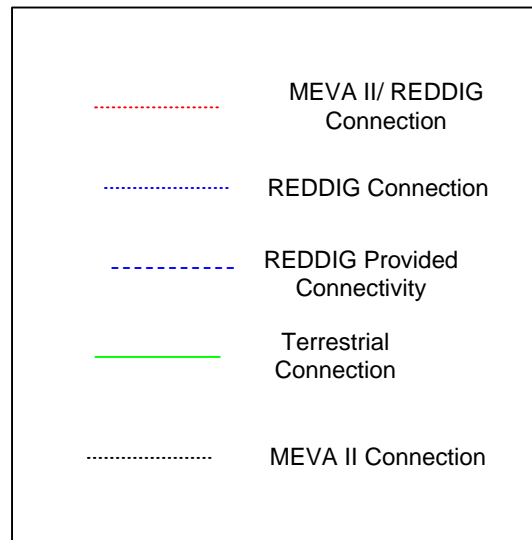 MEVA II/ REDDIG
Connection
REDDIG Connection
REDDIG Provided
Connectivity
Terrestrial
Connection
MEVA II Connection